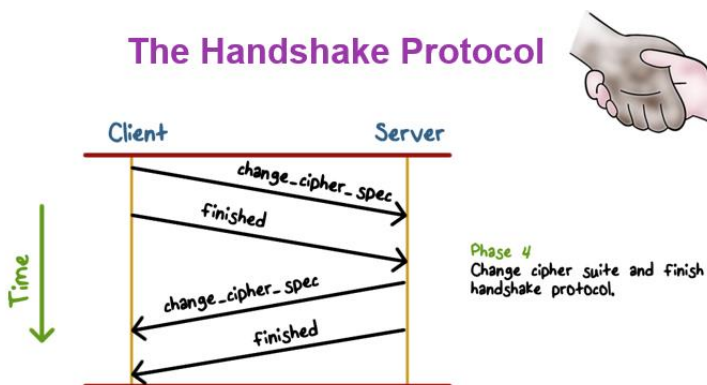 The Handshake Protocol
Client
Server
change_cipher_spec
finished
Time
Phase 4
Change cipher suite and finish
handshake protocol.
change_cipher_spec
finished